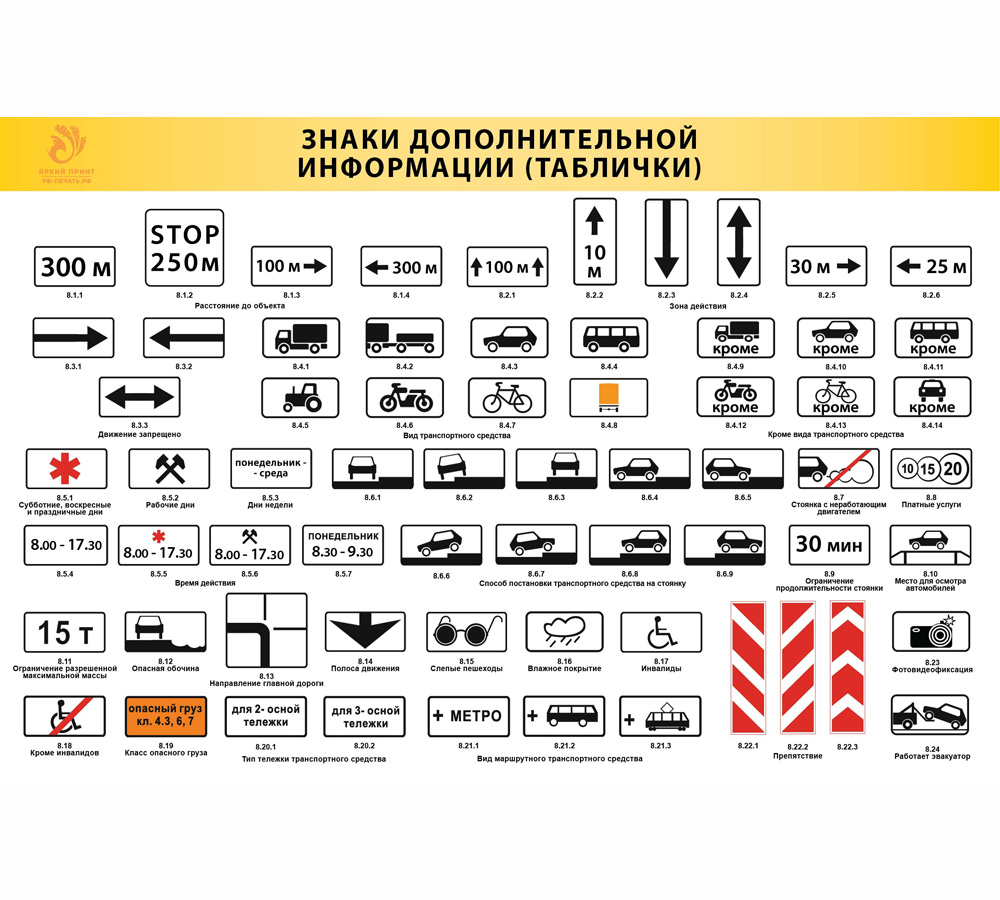 ЗНАКИ ДОПОЛНИТЕЛЬНОЙ
ИНФОРМАЦИИ (ТАБЛИЧКИ)
ЯРКИЙ ПРИНТ
УФ-ПЕЧАТЬ.РФ
300 м
STOP
250 м
100 м
300 м
100 м
10
м
30 м
25 м
8.1.1
8.1.2
8.1.3
8.1.4
8.2.1
8.2.2
8.2.3
8.2.4
8.2.5
8.2.6
Расстояние до объекта
Зона действия
кроме
кроме
кроме
8.3.1
8.3.2
8.4.1
8.4.2
8.4.3
8.4.4
8.4.9
8.4.10
8.4.11
кроме
кроме
кроме
8.3.3
8.4.5
8.4.6
8.4.7
8.4.8
8.4.12
8.4.13
8.4.14
Движение запрещено
Вид транспортного средства
Кроме вида транспортного средства
понедельник -
- среда
10 15 20
8.5.1
8.5.2
8.5.3
8.6.1
8.6.2
8.6.3
8.6.4
8.6.5
8.7
8.8
Субботние, воскресные
и праздничные дни
Рабочие дни
Дни недели
Стоянка с неработающим
двигателем
Платные услуги
8.00 - 17.30
8.00 - 17.30
8.00 - 17.30
ПОНЕДЕЛЬНИК
8.30 - 9.30
30 мин
8.5.4
8.5.5
8.5.6
8.5.7
8.6.6
8.6.7
8.6.8
8.6.9
8.9
8.10
Время действия
Способ постановки транспортного средства на стоянку
Ограничение
продолжительности стоянки
Место для осмотра
автомобилей
15 т
8.11
8.12
8.13
8.14
8.15
8.16
8.17
8.23
Ограничение разрешенной
максимальной массы
Опасная обочина
Направление главной дороги
Полоса движения
Слепые пешеходы
Влажное покрытие
Инвалиды
Фотовидеофиксация
опасный груз
кл. 4.3, 6, 7
для 2- осной
тележки
для 3- осной
тележки
+ МЕТРО
+
+
8.18
8.19
8.20.1
8.20.2
8.21.1
8.21.2
8.21.3
8.22.1
8.22.2
8.22.3
8.24
Кроме инвалидов
Класс опасного груза
Тип тележки транспортного средства
Вид маршрутного транспортного средства
Препятствие
Работает эвакуатор